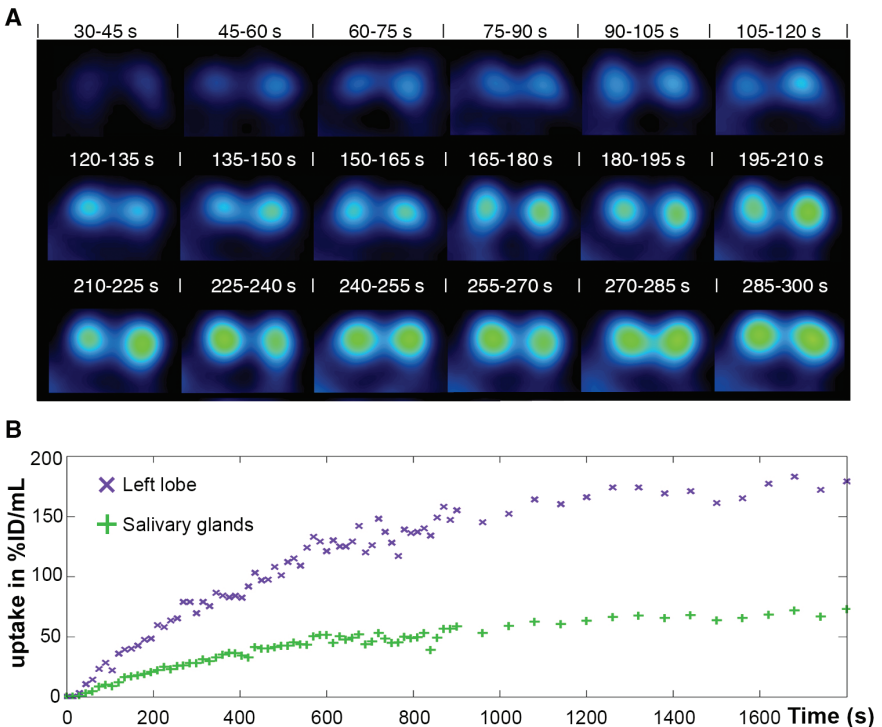 A
30-45 s | 45-60 s | 60-75 s | 75-90 s | 90-105 s | 105-120 s
120-135 s | 135-150 s | 150-165 s | 165-180 s | 180-195 s | 195-210 s
210-225 s | 225-240 s | 240-255 s | 255-270 s | 270-285 s | 285-300 s
B
uptake in %ID/mL
200
150
100
50
0
Left lobe
Salivary glands
0 200 400 600 800 1000 1200 1400 1600 Time (s)